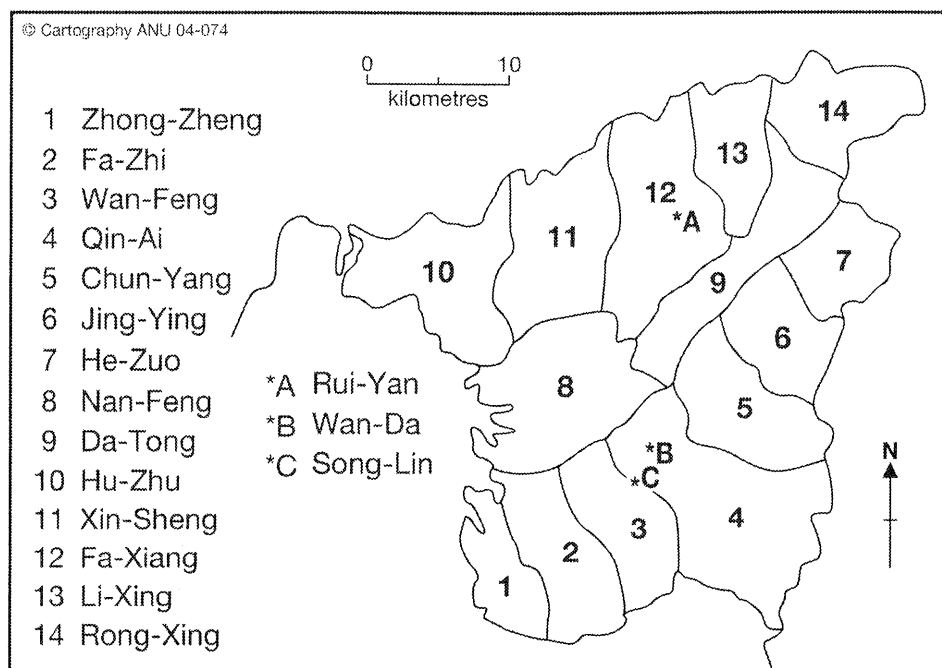 © Cartography ANU 04-074
0 10
kilometres
1 Zhong-Zheng
2 Fa-Zhi
3 Wan-Feng
4 Qin-Ai
5 Chun-Yang
6 Jing-Ying
7 He-Zuo
8 Nan-Feng
9 Da-Tong
10 Hu-Zhu
11 Xin-Sheng
12 Fa-Xiang
13 Li-Xing
14 Rong-Xing
*A Rui-Yan
*B Wan-Da
*C Song-Lin
14
13
12
*A
11
10
7
9
6
8
5
*B
*C
4
3
2
1
N